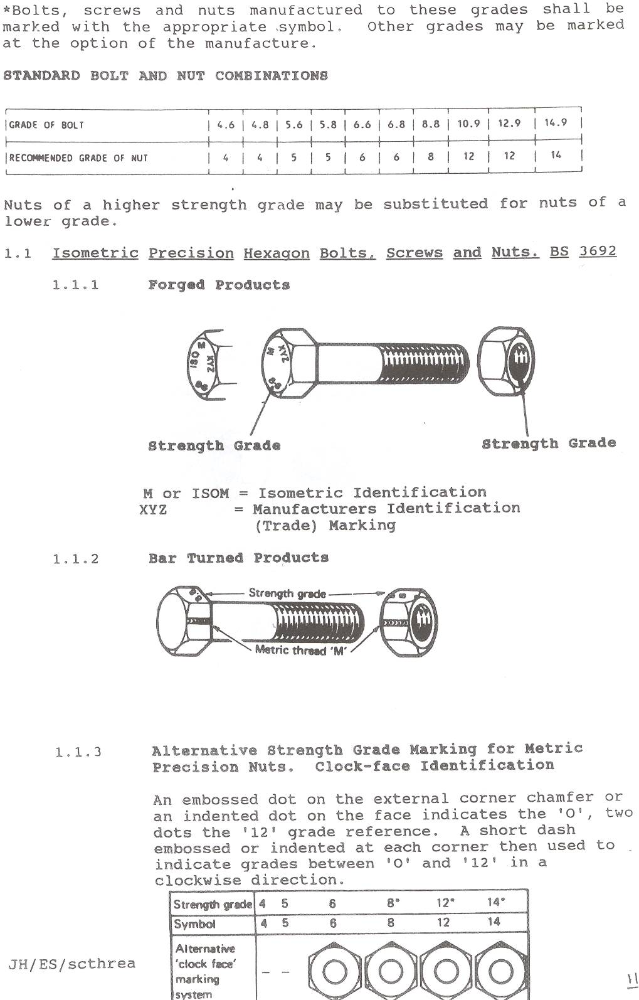 *Bolts, screws and nuts manufactured to these grades shall be
marked with the appropriate symbol. Other grades may be marked
at the option of the manufacture.
STANDARD BOLT AND NUT COMBINATIONS
GRADE OF BOLT 4.6 4.8 5.6 5.8 6.6 6.8 8.8 10.9 12.9 14.9
RECOMMENDED GRADE OF NUT 4 4 5 5 6 6 8 12 12 14
Nuts of a higher strength grade may be substituted for nuts of a
lower grade.
1.1 Isometric Precision Hexagon Bolts, Screws and Nuts. BS 3692
1.1.1 Forged Products
ISO M XYZ 8.8
M XYZ 8.8
Strength Grade Strength Grade
M or ISOM = Isometric Identification
XYZ = Manufacturers Identification
(Trade) Marking
1.1.2 Bar Turned Products
8.8 Strength grade 8
Metric thread 'M'
1.1.3 Alternative Strength Grade Marking for Metric
Precision Nuts. Clock-face Identification
An embossed dot on the external corner chamfer or
an indented dot on the face indicates the 'O', two
dots the '12' grade reference. A short dash
embossed or indented at each corner then used to
indicate grades between 'O' and '12' in a
clockwise direction.
Strength grade 4 5 6 8* 12* 14*
Symbol 4 5 6 8 12 14
Alternative
'clock face'
marking - -
system
JH/ES/scthrea
11